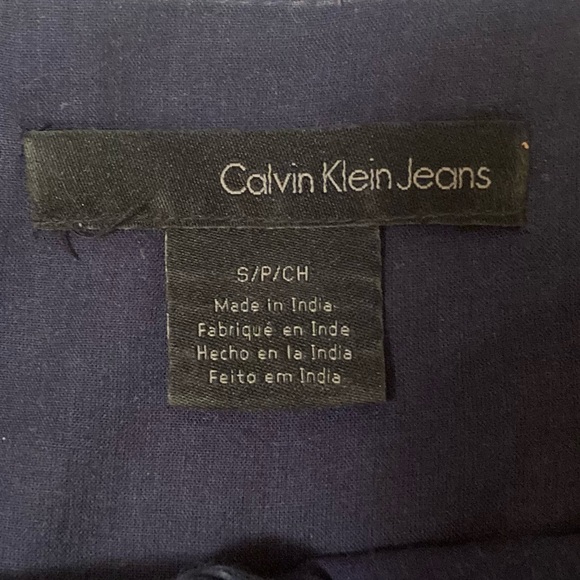 Calvin Klein Jeans
S/P/CH
Made in India
Fabriqué en Inde
Hecho en la India
Feito em India